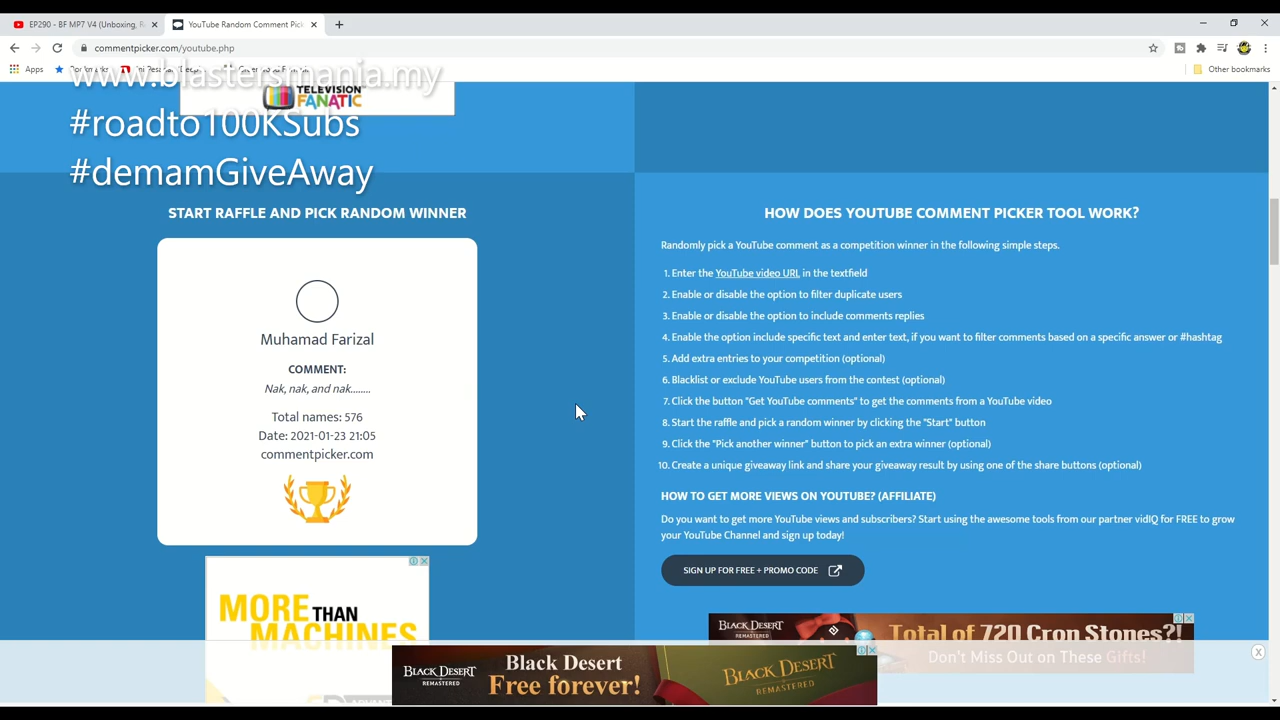 EP290 - BF MP7 V4 (Unboxing, R
YouTube Random Comment Pick
commentpicker.com/youtube.php
Apps
Other bookmarks
www.blastersmania.my
#roadto100KSubs
#demamGiveAway
TELEVISION
FANATIC
START RAFFLE AND PICK RANDOM WINNER
Muhamad Farizal
COMMENT:
Nak, nak, and nak........
Total names: 576
Date: 2021-01-23 21:05
commentpicker.com
MORE THAN
MACHINES
HOW DOES YOUTUBE COMMENT PICKER TOOL WORK?
Randomly pick a YouTube comment as a competition winner in the following simple steps.
1. Enter the YouTube video URL in the textfield
2. Enable or disable the option to filter duplicate users
3. Enable or disable the option to include comments replies
4. Enable the option include specific text and enter text, if you want to filter comments based on a specific answer or #hashtag
5. Add extra entries to your competition (optional)
6. Blacklist or exclude YouTube users from the contest (optional)
7. Click the button "Get YouTube comments" to get the comments from a YouTube video
8. Start the raffle and pick a random winner by clicking the "Start" button
9. Click the "Pick another winner" button to pick an extra winner (optional)
10. Create a unique giveaway link and share your giveaway result by using one of the share buttons (optional)
HOW TO GET MORE VIEWS ON YOUTUBE? (AFFILIATE)
Do you want to get more YouTube views and subscribers? Start using the awesome tools from our partner vidIQ for FREE to grow
your YouTube Channel and sign up today!
SIGN UP FOR FREE + PROMO CODE
BLACK DESERT
REMASTERED
Total of 720 Cron Stones?!
Don't Miss Out on These Gifts!
BLACK DESERT
REMASTERED
Black Desert
Free forever!
BLACK DESERT
REMASTERED